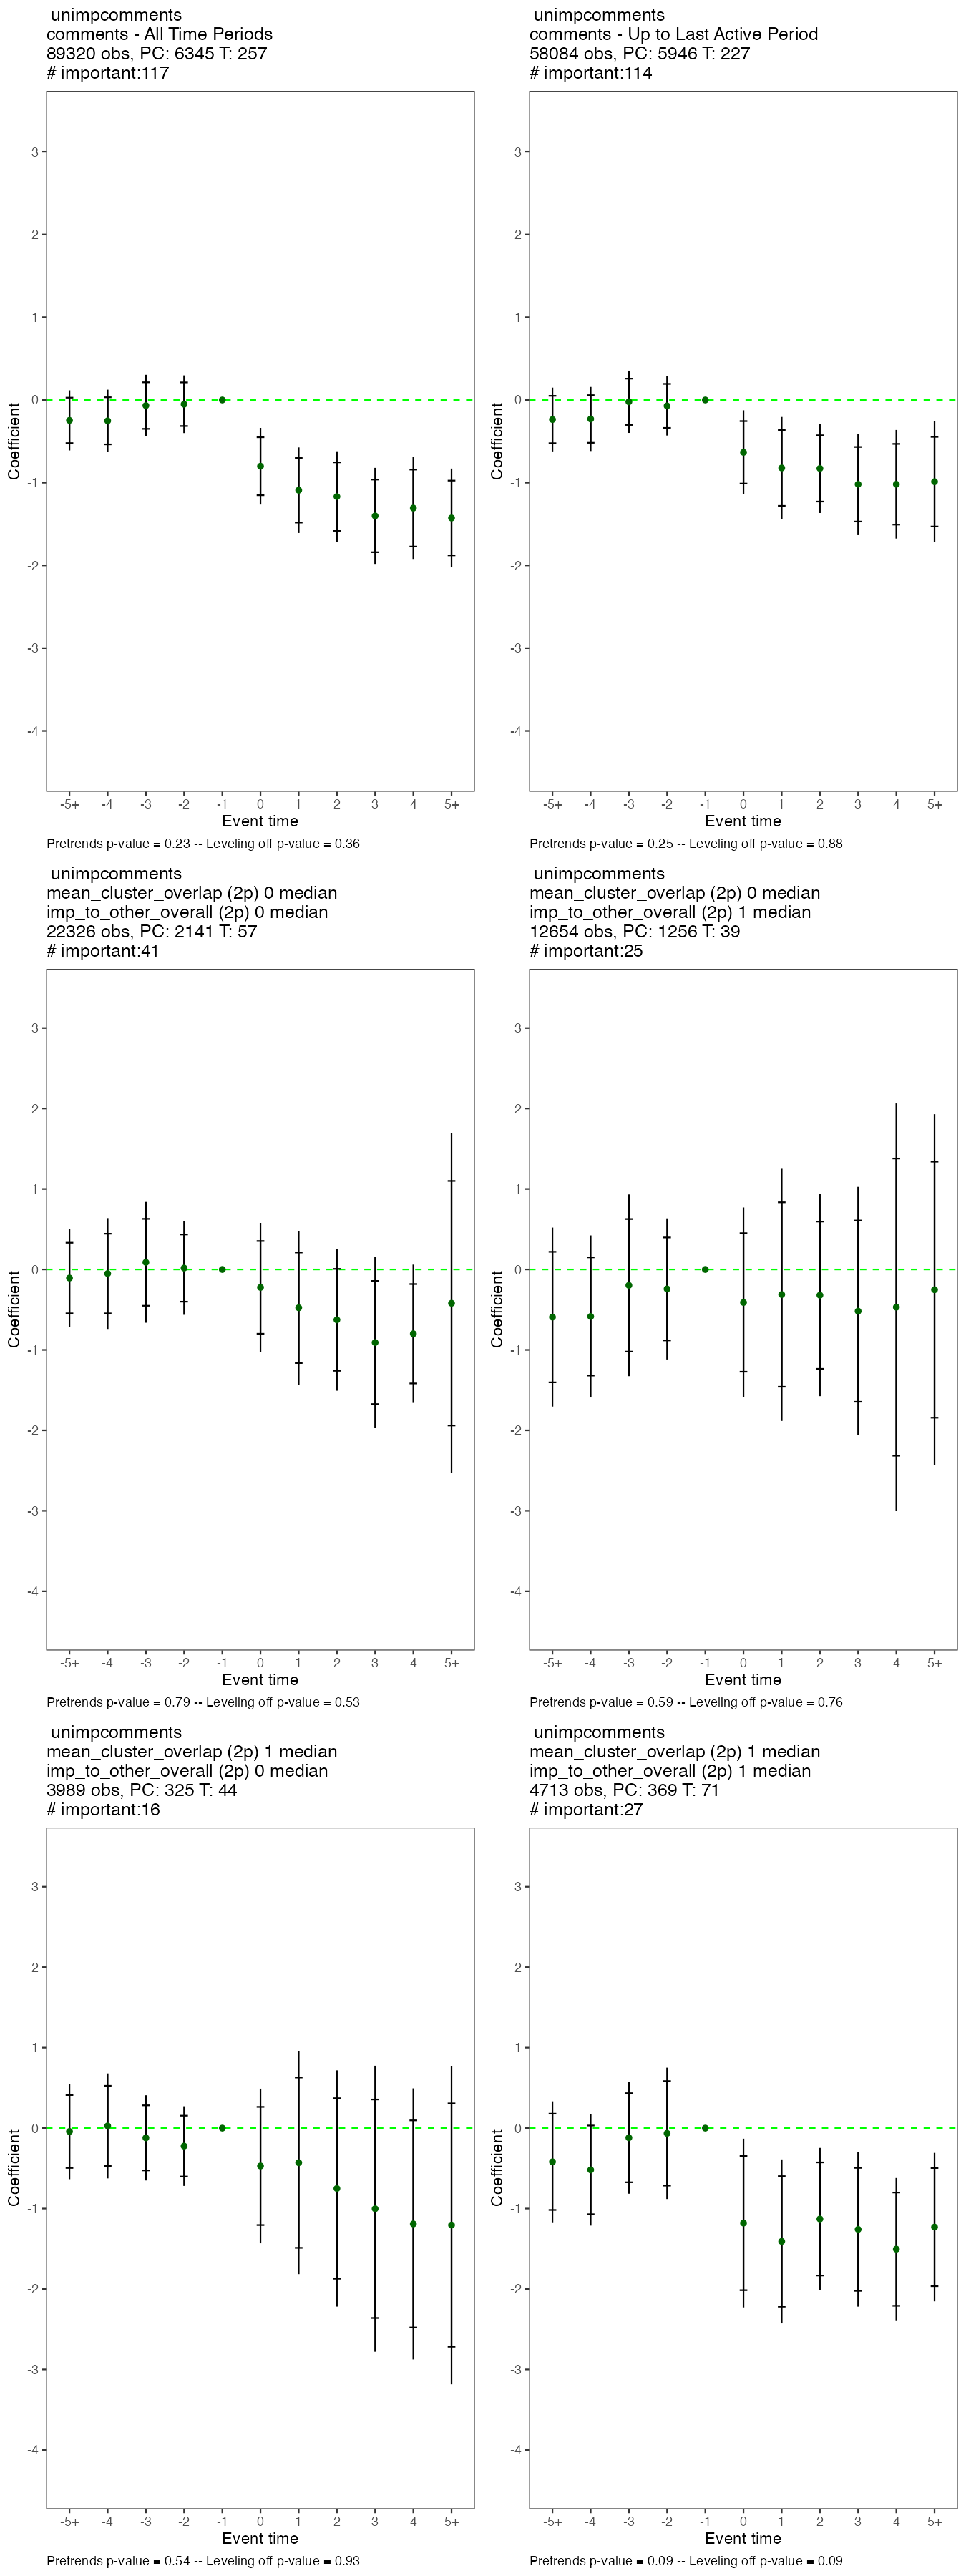 unimpcomments
comments - All Time Periods
89320 obs, PC: 6345 T: 257
# important:117
3
2
1
0
-1
-2
-3
-4
Coefficient
-5+ -4 -3 -2 -1 0 1 2 3 4 5+
Event time
Pretrends p-value = 0.23 -- Leveling off p-value = 0.36
unimpcomments
comments - Up to Last Active Period
58084 obs, PC: 5946 T: 227
# important:114
3
2
1
0
-1
-2
-3
-4
Coefficient
-5+ -4 -3 -2 -1 0 1 2 3 4 5+
Event time
Pretrends p-value = 0.25 -- Leveling off p-value = 0.88
unimpcomments
mean_cluster_overlap (2p) 0 median
imp_to_other_overall (2p) 0 median
22326 obs, PC: 2141 T: 57
# important:41
3
2
1
0
-1
-2
-3
-4
Coefficient
-5+ -4 -3 -2 -1 0 1 2 3 4 5+
Event time
Pretrends p-value = 0.79 -- Leveling off p-value = 0.53
unimpcomments
mean_cluster_overlap (2p) 0 median
imp_to_other_overall (2p) 1 median
12654 obs, PC: 1256 T: 39
# important:25
3
2
1
0
-1
-2
-3
-4
Coefficient
-5+ -4 -3 -2 -1 0 1 2 3 4 5+
Event time
Pretrends p-value = 0.59 -- Leveling off p-value = 0.76
unimpcomments
mean_cluster_overlap (2p) 1 median
imp_to_other_overall (2p) 0 median
3989 obs, PC: 325 T: 44
# important:16
3
2
1
0
-1
-2
-3
-4
Coefficient
-5+ -4 -3 -2 -1 0 1 2 3 4 5+
Event time
Pretrends p-value = 0.54 -- Leveling off p-value = 0.93
unimpcomments
mean_cluster_overlap (2p) 1 median
imp_to_other_overall (2p) 1 median
4713 obs, PC: 369 T: 71
# important:27
3
2
1
0
-1
-2
-3
-4
Coefficient
-5+ -4 -3 -2 -1 0 1 2 3 4 5+
Event time
Pretrends p-value = 0.09 -- Leveling off p-value = 0.09